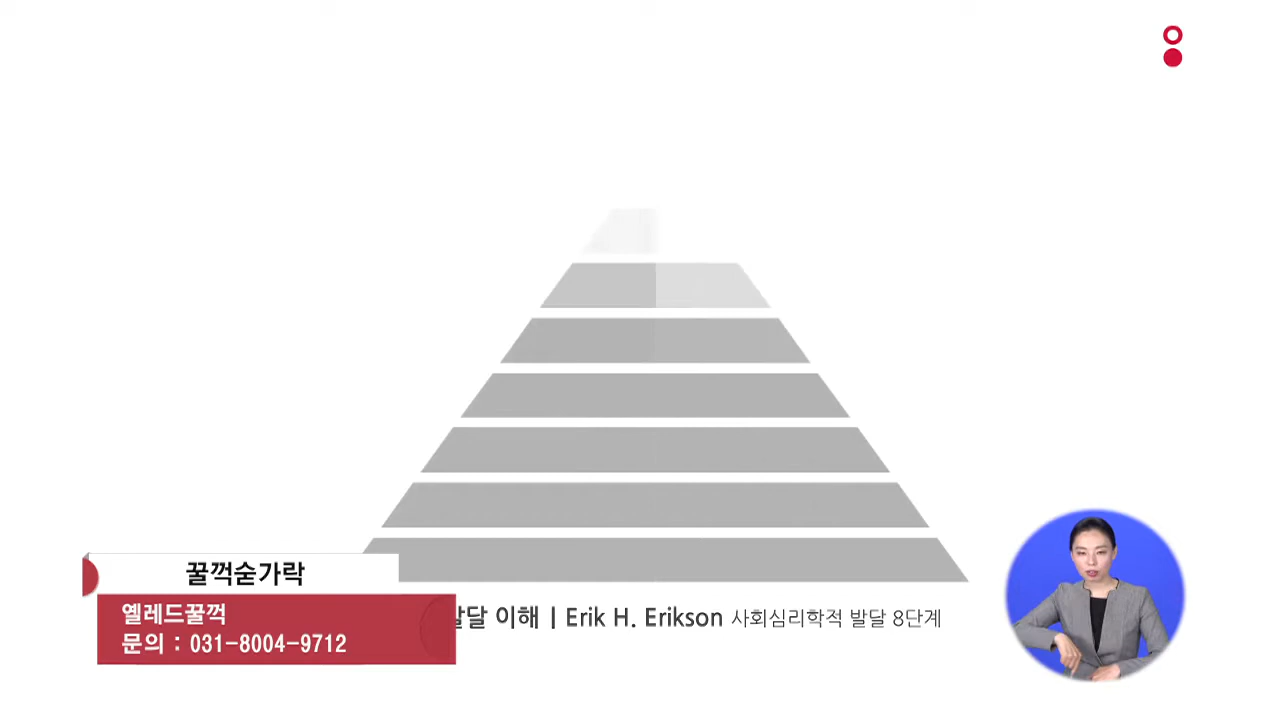 꿀꺽숟가락
옐레드꿀꺽
문의 : 031-8004-9712
발달 이해 | Erik H. Erikson 사회심리학적 발달 8단계